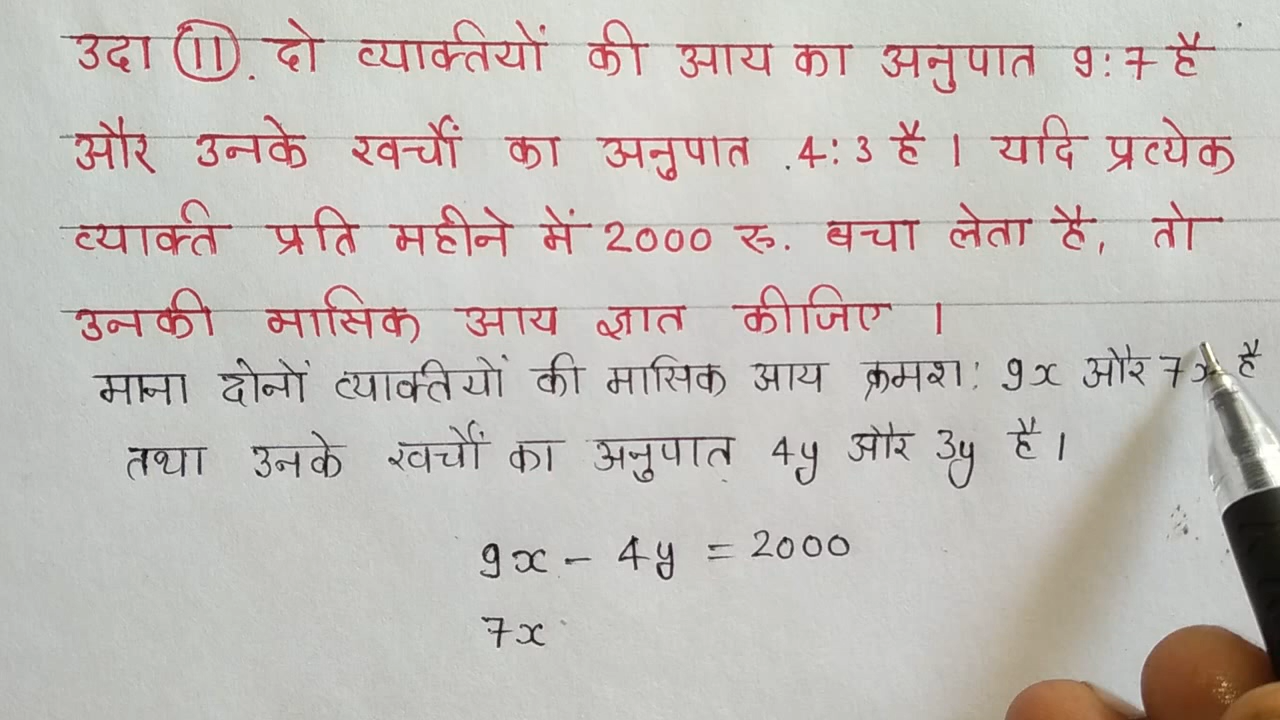 उदा 11. दो व्यक्तियों की आय का अनुपात 9:7 है
और उनके खर्चों का अनुपात 4:3 है । यदि प्रत्येक
व्यक्ति प्रति महीने में 2000 रु. बचा लेता है, तो
उनकी मासिक आय ज्ञात कीजिए ।
माना दोनों व्यक्तियों की मासिक आय क्रमशः 9x और 7x है
तथा उनके खर्चों का अनुपात 4y और 3y है ।
9x - 4y = 2000
7x